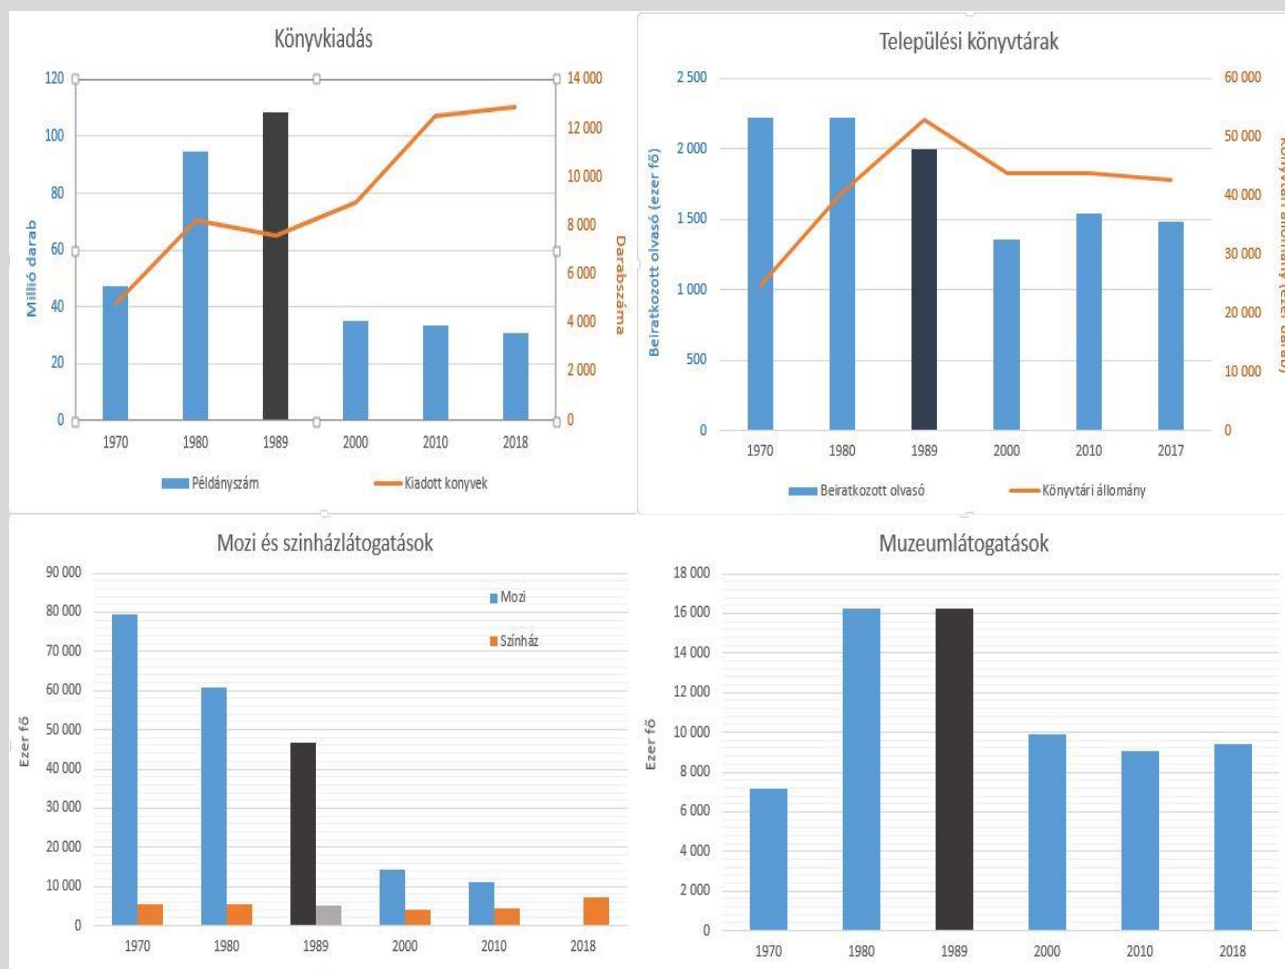 Könyvkiadás
120
100
80
60
40
20
0
14 000
12 000
10 000
8 000
6 000
4 000
2 000
0
Millió darab
Darabszáma
1970 1980 1989 2000 2010 2018
Példányszám Kiadott konyvek
Települési könyvtárak
2 500
2 000
1 500
1 000
500
0
60 000
50 000
40 000
30 000
20 000
10 000
0
Beiratkozott olvasó (ezer fő)
Könyvtári állomány (ezer darab)
1970 1980 1989 2000 2010 2017
Beiratkozott olvasó Könyvtári állomány
Mozi és szinházlátogatások
90 000
80 000
70 000
60 000
50 000
40 000
30 000
20 000
10 000
0
Ezer fő
Mozi
Színház
1970 1980 1989 2000 2010 2018
Muzeumlátogatások
18 000
16 000
14 000
12 000
10 000
8 000
6 000
4 000
2 000
0
Ezer fő
1970 1980 1989 2000 2010 2018